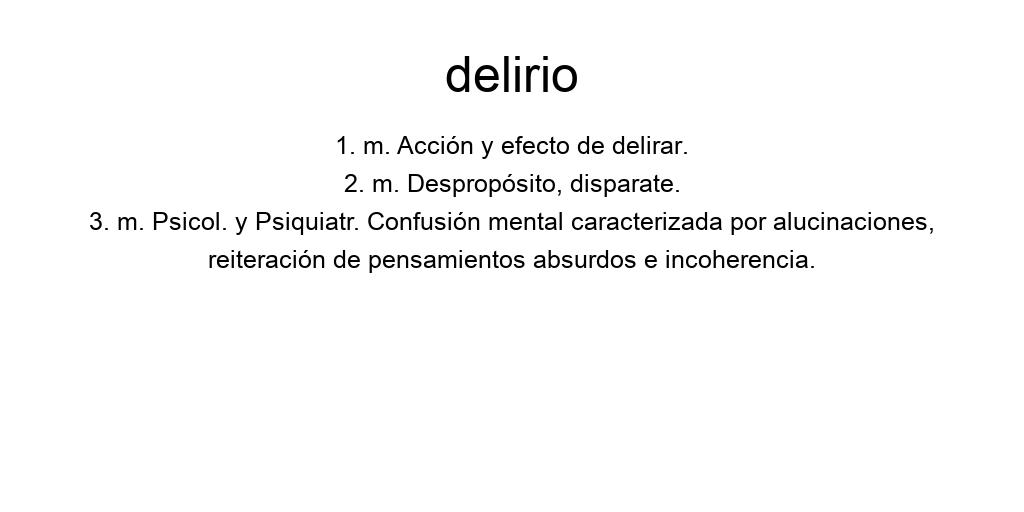 delirio
1. m. Acción y efecto de delirar.
2. m. Despropósito, disparate.
3. m. Psicol. y Psiquiatr. Confusión mental caracterizada por alucinaciones,
reiteración de pensamientos absurdos e incoherencia.